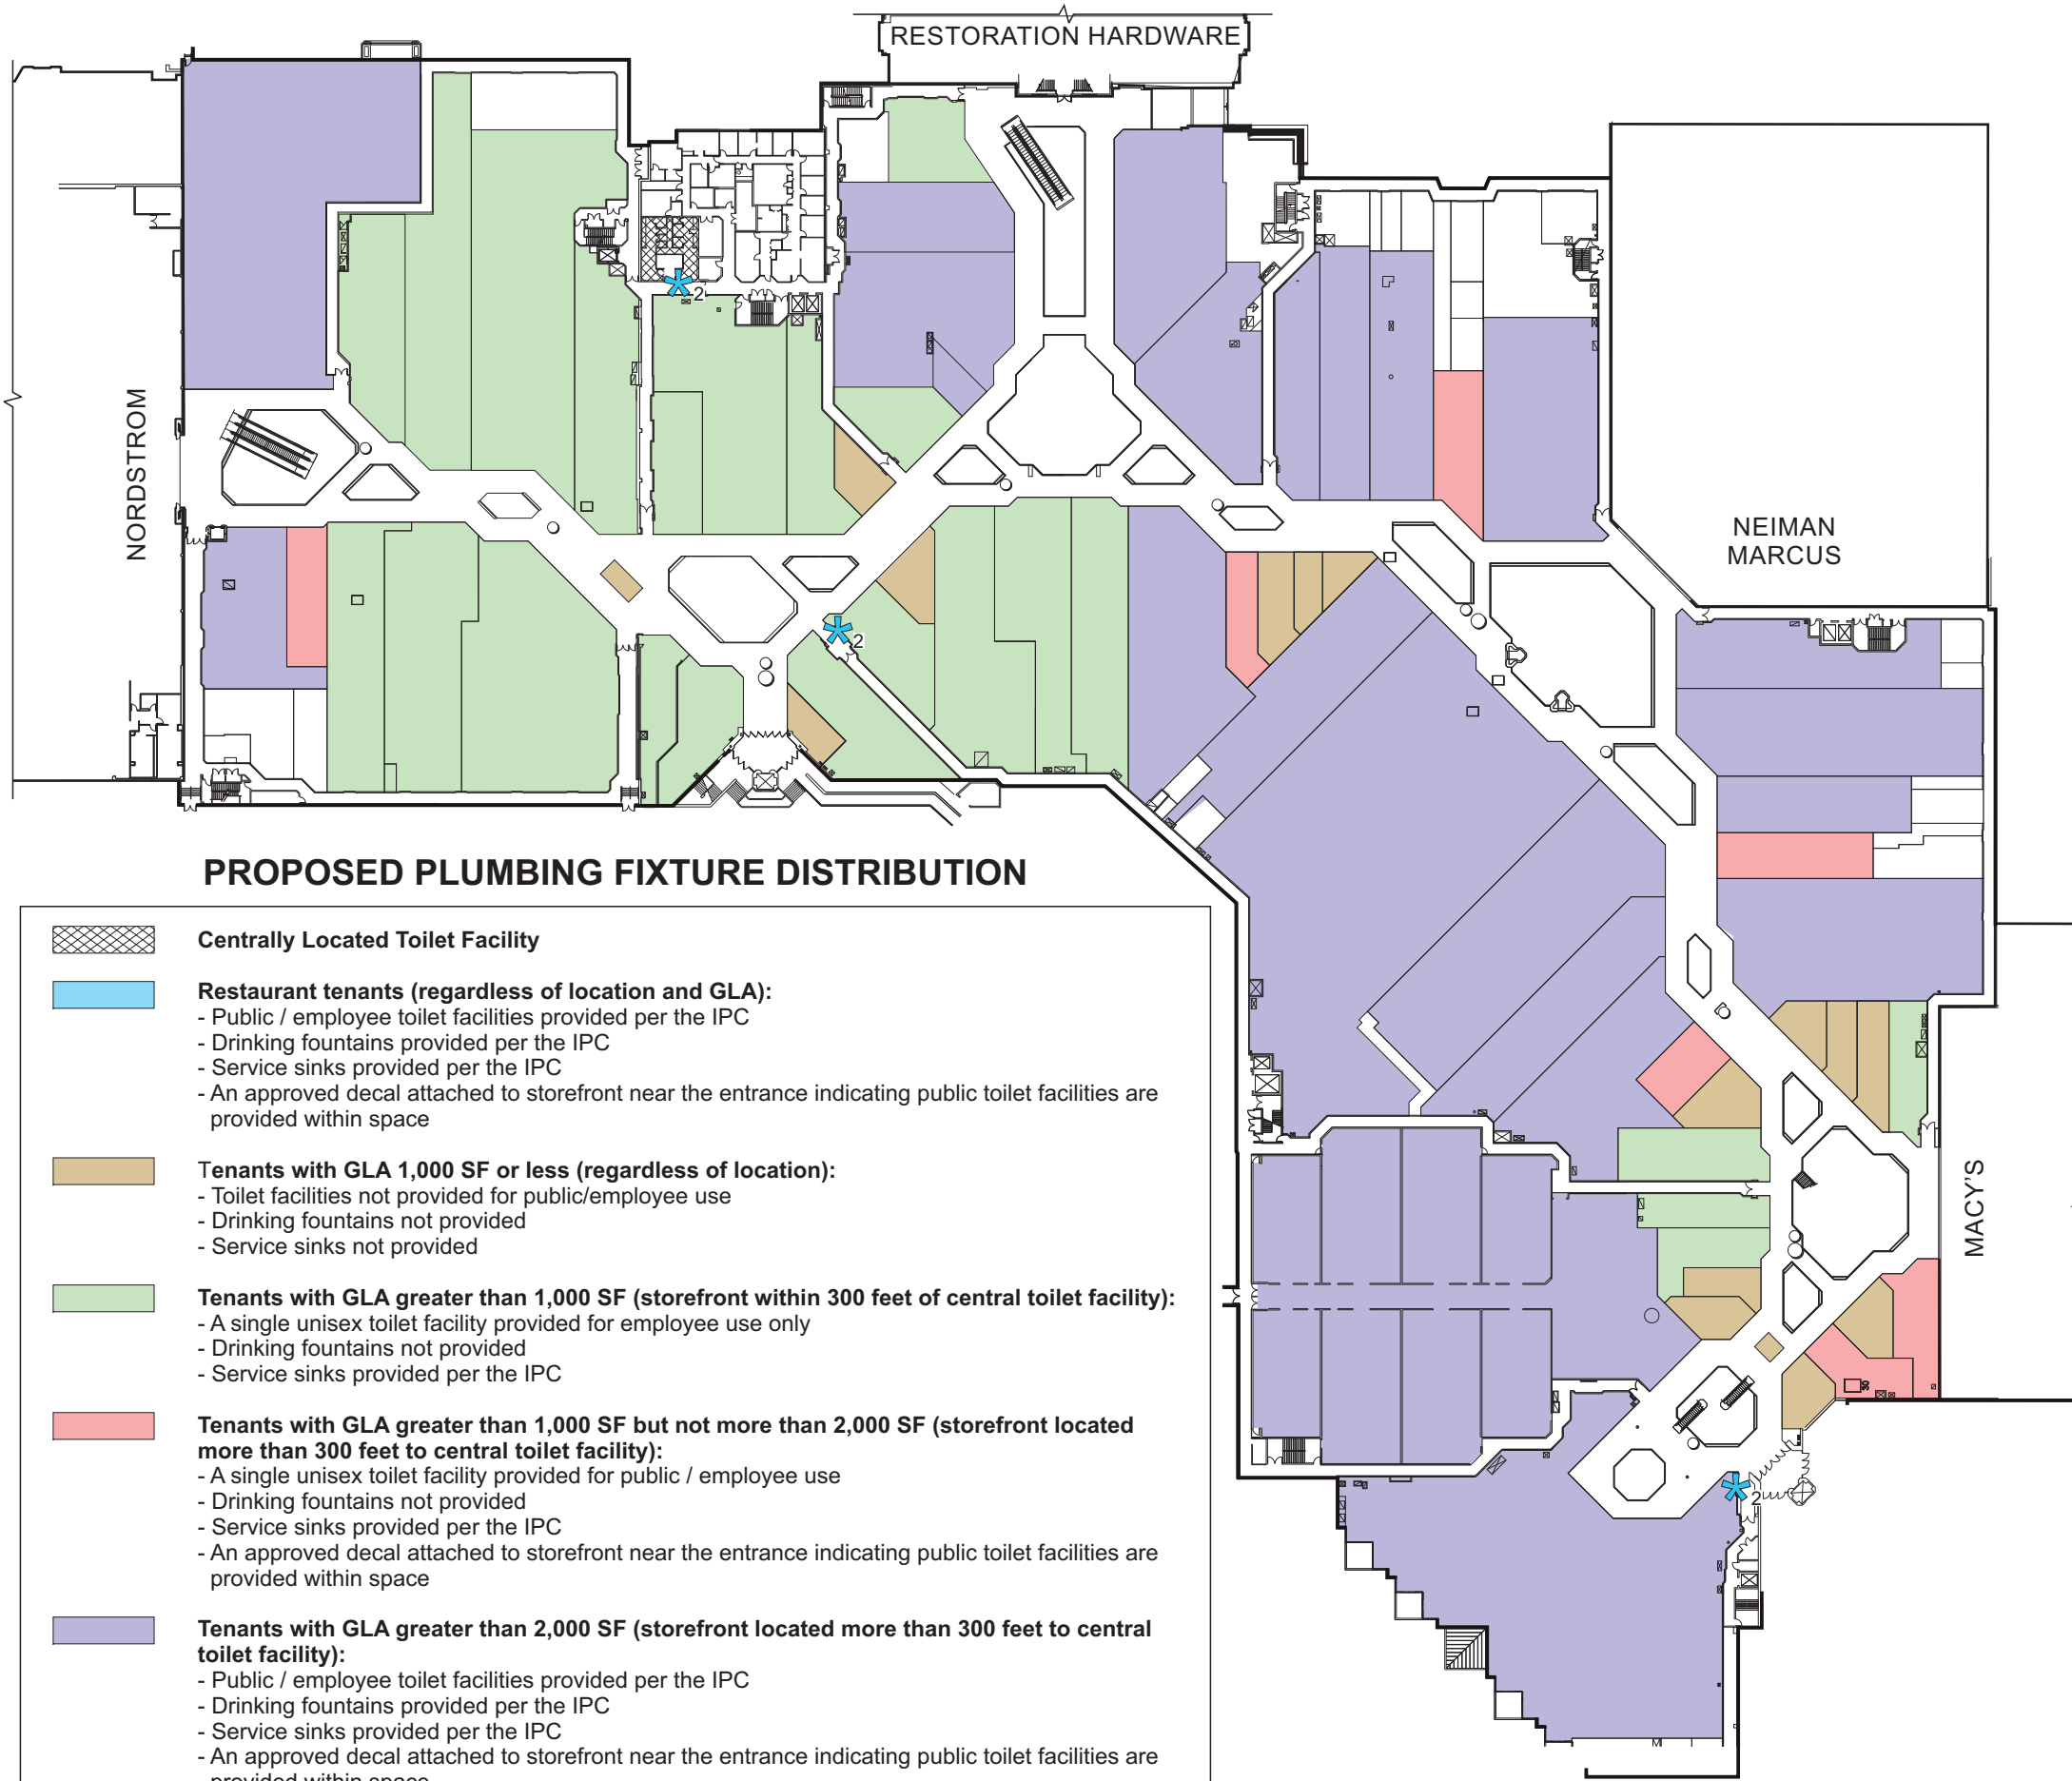 RESTORATION HARDWARE
NORDSTROM
NEIMAN
MARCUS
MACY'S
2
2
2
30
PROPOSED PLUMBING FIXTURE DISTRIBUTION
Centrally Located Toilet Facility
Restaurant tenants (regardless of location and GLA):
- Public / employee toilet facilities provided per the IPC
- Drinking fountains provided per the IPC
- Service sinks provided per the IPC
- An approved decal attached to storefront near the entrance indicating public toilet facilities are
provided within space
Tenants with GLA 1,000 SF or less (regardless of location):
- Toilet facilities not provided for public/employee use
- Drinking fountains not provided
- Service sinks not provided
Tenants with GLA greater than 1,000 SF (storefront within 300 feet of central toilet facility):
- A single unisex toilet facility provided for employee use only
- Drinking fountains not provided
- Service sinks provided per the IPC
Tenants with GLA greater than 1,000 SF but not more than 2,000 SF (storefront located
more than 300 feet to central toilet facility):
- A single unisex toilet facility provided for public / employee use
- Drinking fountains not provided
- Service sinks provided per the IPC
- An approved decal attached to storefront near the entrance indicating public toilet facilities are
provided within space
Tenants with GLA greater than 2,000 SF (storefront located more than 300 feet to central
toilet facility):
- Public / employee toilet facilities provided per the IPC
- Drinking fountains provided per the IPC
- Service sinks provided per the IPC
- An approved decal attached to storefront near the entrance indicating public toilet facilities are
provided within space